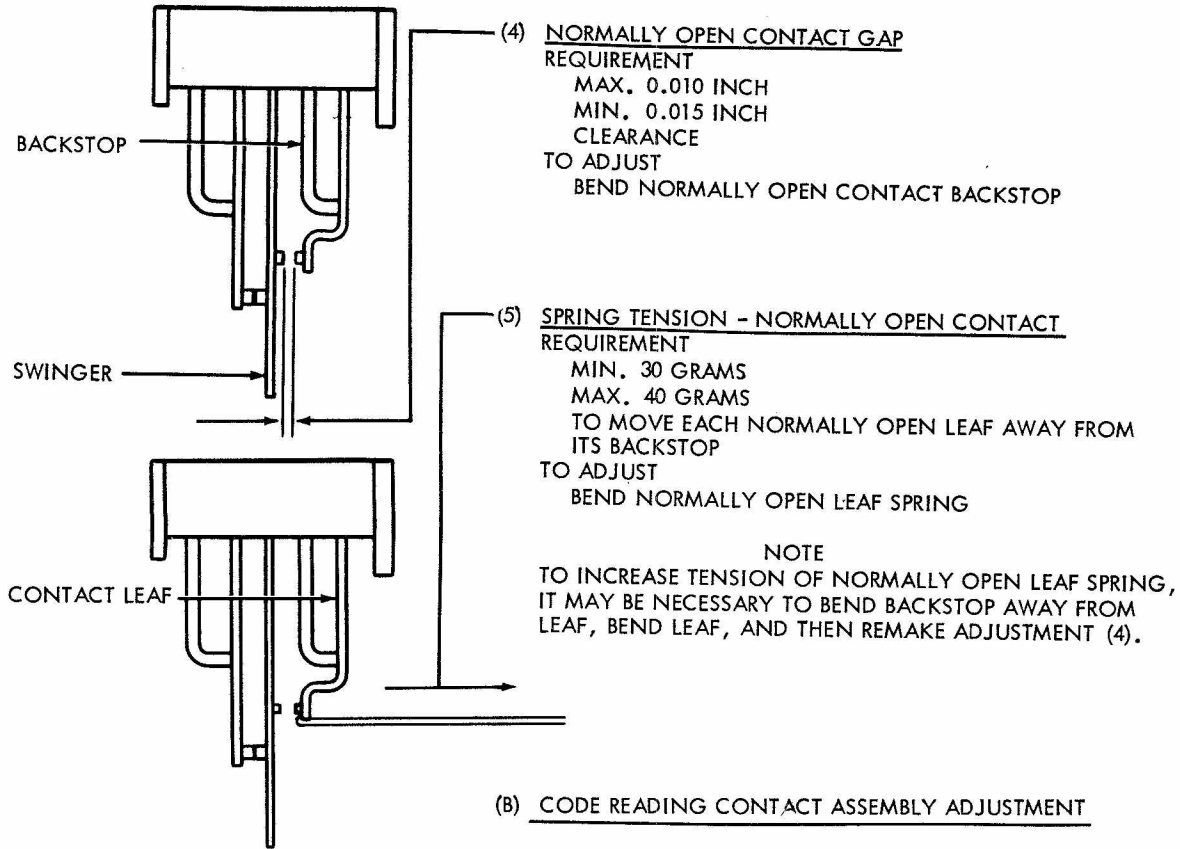 (4) NORMALLY OPEN CONTACT GAP
REQUIREMENT
MAX. 0.010 INCH
MIN. 0.015 INCH
CLEARANCE
TO ADJUST
BEND NORMALLY OPEN CONTACT BACKSTOP
BACKSTOP
SWINGER
(5) SPRING TENSION - NORMALLY OPEN CONTACT
REQUIREMENT
MIN. 30 GRAMS
MAX. 40 GRAMS
TO MOVE EACH NORMALLY OPEN LEAF AWAY FROM
ITS BACKSTOP
TO ADJUST
BEND NORMALLY OPEN LEAF SPRING
NOTE
TO INCREASE TENSION OF NORMALLY OPEN LEAF SPRING,
IT MAY BE NECESSARY TO BEND BACKSTOP AWAY FROM
LEAF, BEND LEAF, AND THEN REMAKE ADJUSTMENT (4).
CONTACT LEAF
(B) CODE READING CONTACT ASSEMBLY ADJUSTMENT